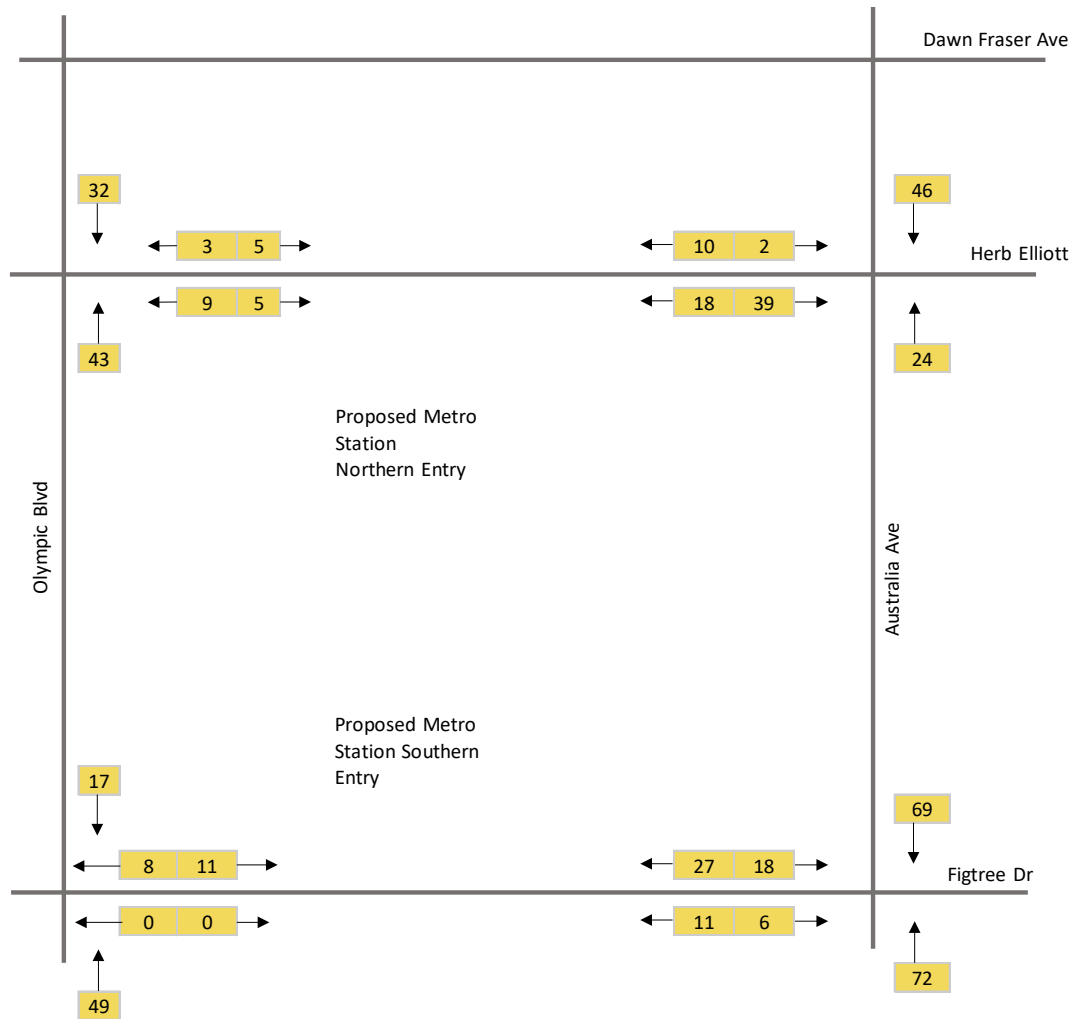 Dawn Fraser Ave
32
46
3 5
10 2
Herb Elliott
9 5
18 39
43
24
Proposed Metro
Station
Northern Entry
Olympic Blvd
Australia Ave
Proposed Metro
Station Southern
Entry
17
69
8 11
27 18
Figtree Dr
0 0
11 6
49
72